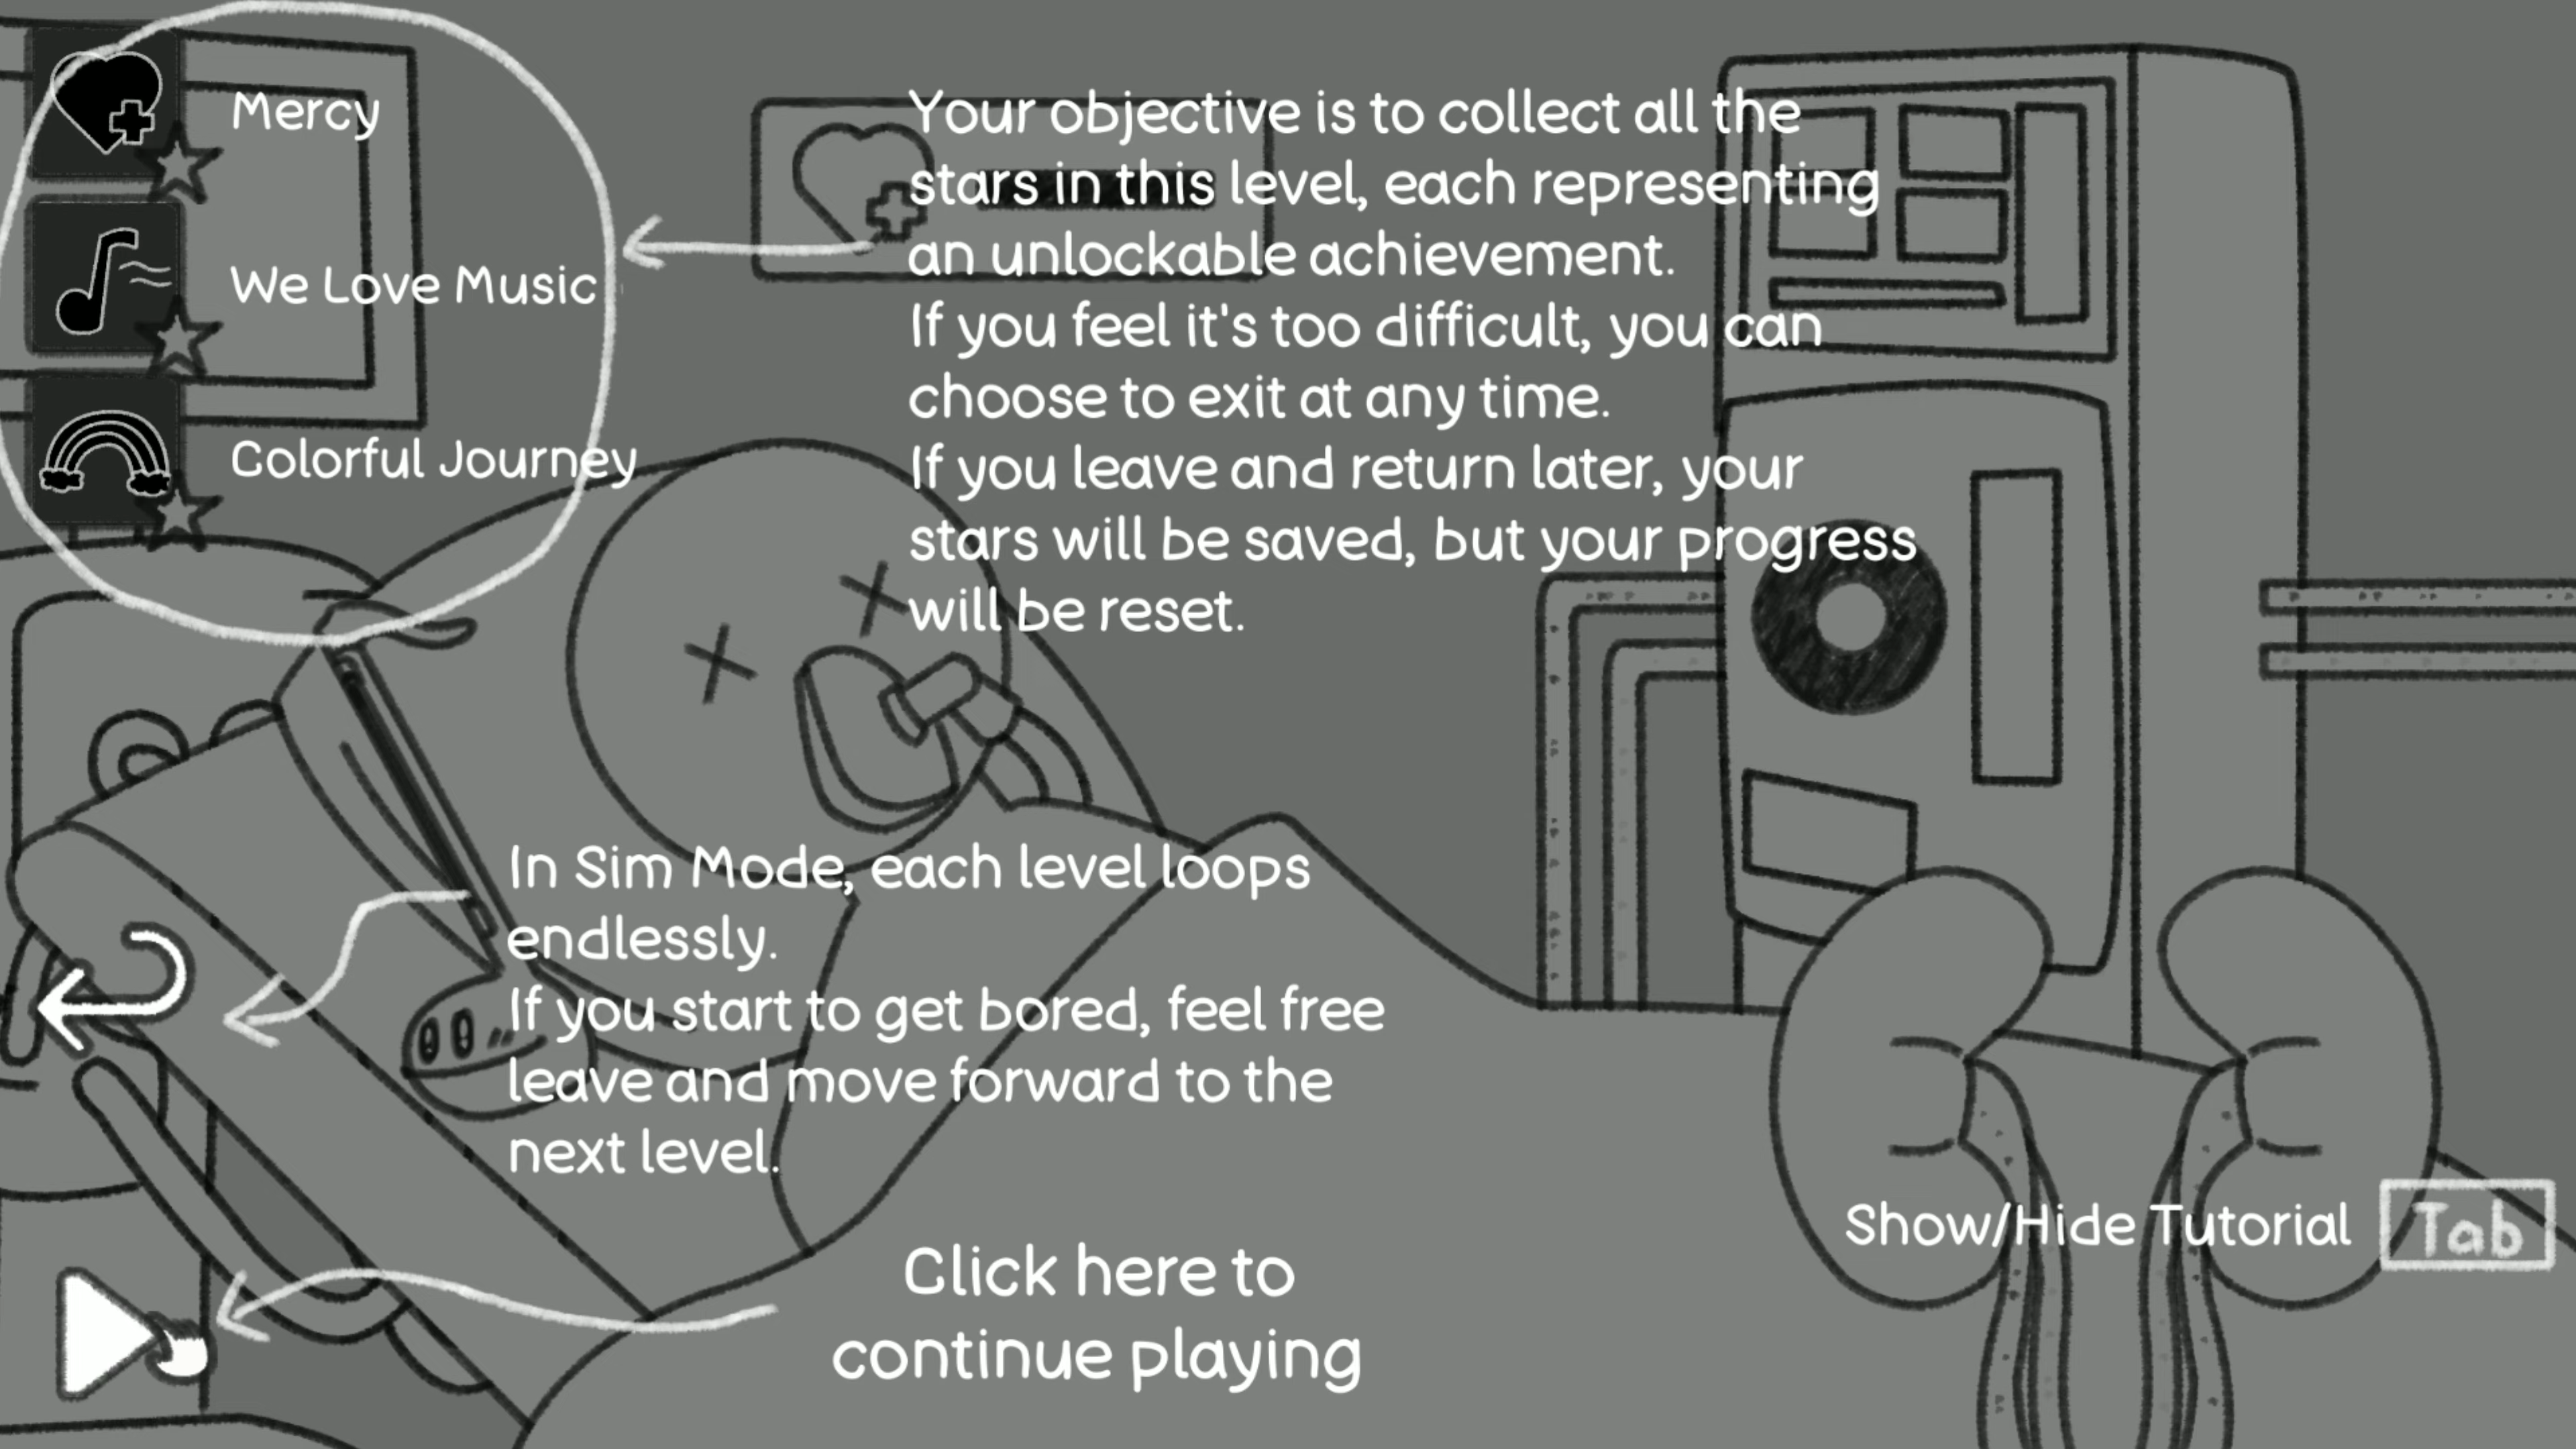 Mercy
We Love Music
Colorful Journey
Your objective is to collect all the
stars in this level, each representing
an unlockable achievement.
If you feel it's too difficult, you can
choose to exit at any time.
If you leave and return later, your
stars will be saved, but your progress
will be reset.
In Sim Mode, each level loops
endlessly.
If you start to get bored, feel free
leave and move forward to the
next level.
Click here to
continue playing
Show/Hide Tutorial Tab